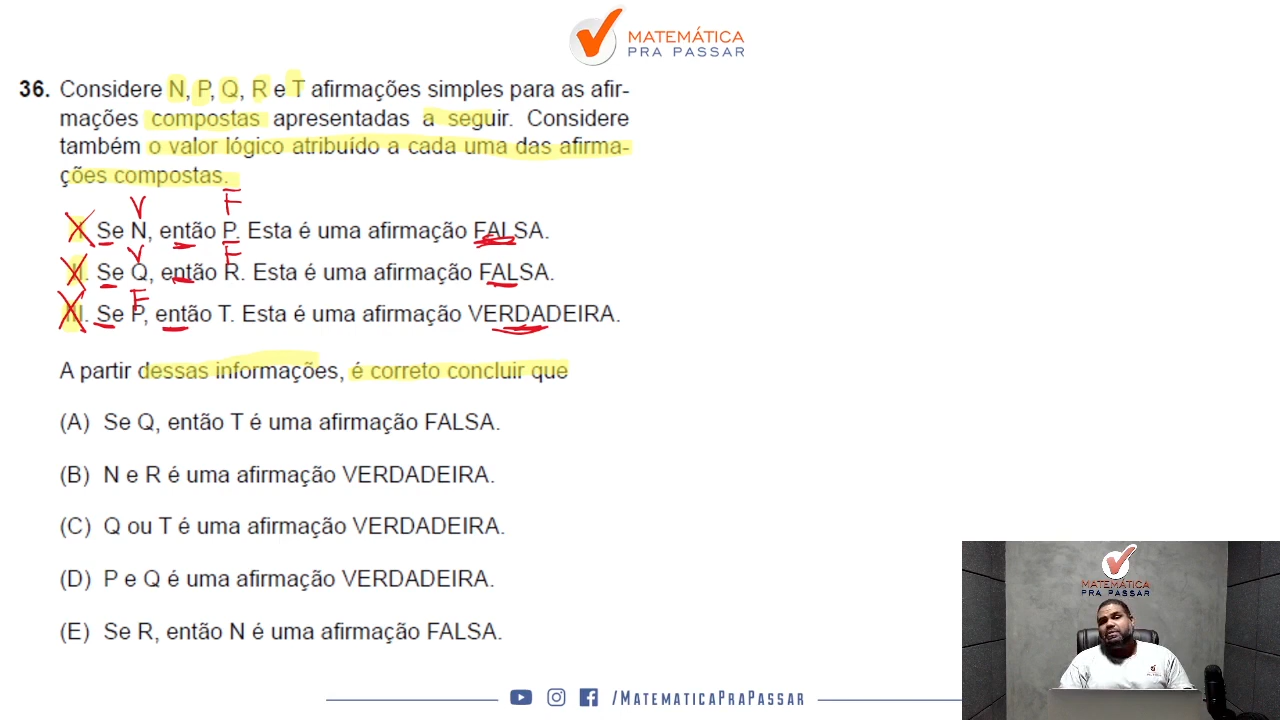 MATEMÁTICA
PRA PASSAR
36. Considere N, P, Q, R e T afirmações simples para as afir-
mações compostas apresentadas a seguir. Considere
também o valor lógico atribuído a cada uma das afirma-
ções compostas.
V F
I. Se N, então P. Esta é uma afirmação FALSA.
V F
II. Se Q, então R. Esta é uma afirmação FALSA.
F
III. Se P, então T. Esta é uma afirmação VERDADEIRA.
A partir dessas informações, é correto concluir que
(A) Se Q, então T é uma afirmação FALSA.
(B) N e R é uma afirmação VERDADEIRA.
(C) Q ou T é uma afirmação VERDADEIRA.
(D) P e Q é uma afirmação VERDADEIRA.
(E) Se R, então N é uma afirmação FALSA.
MATEMÁTICA
PRA PASSAR
/MATEMATICAPRAPASSAR